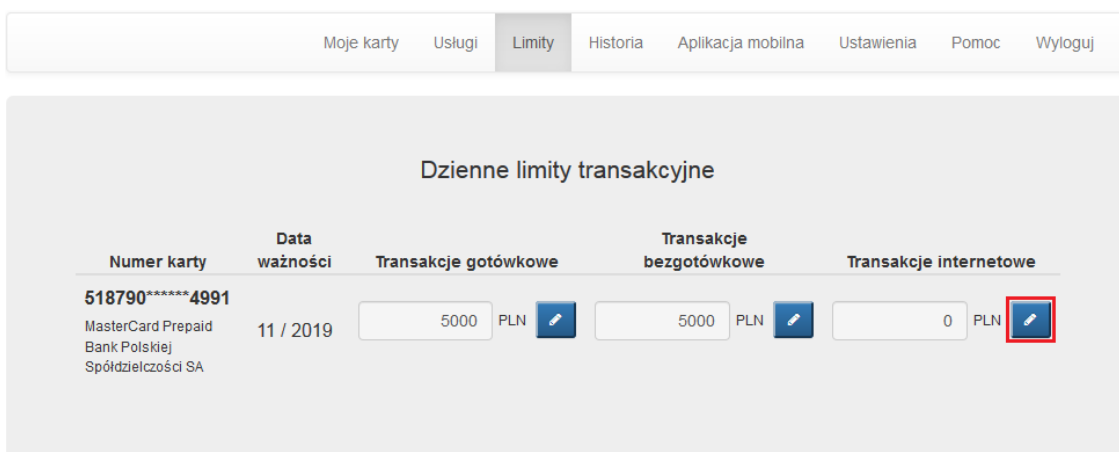 Moje karty Usługi Limity Historia Aplikacja mobilna Ustawienia Pomoc Wyloguj
Dzienne limity transakcyjne
Numer karty Data ważności Transakcje gotówkowe Transakcje bezgotówkowe Transakcje internetowe
518790******4991
MasterCard Prepaid
Bank Polskiej
Spółdzielczości SA
11 / 2019 5000 PLN 5000 PLN 0 PLN